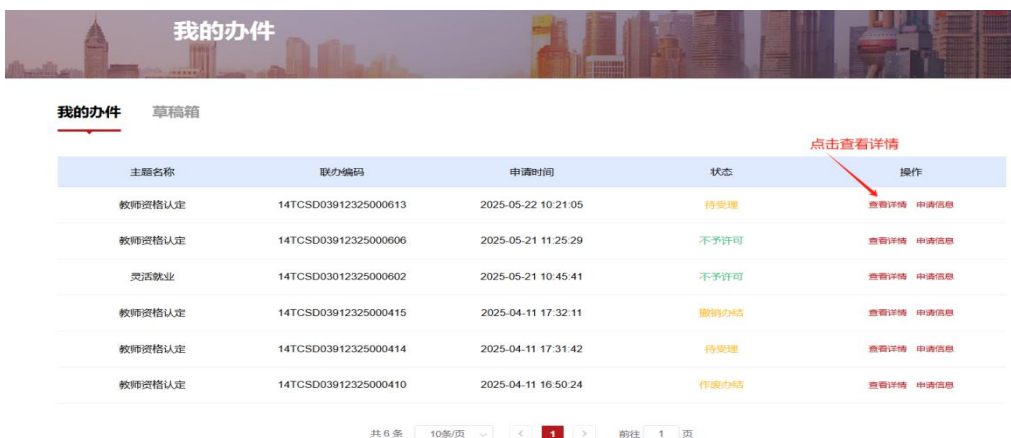 我的办件
我的办件 草稿箱
点击查看详情
主题名称 联办编码 申请时间 状态 操作
教师资格认定 14TCSD03912325000613 2025-05-22 10:21:05 待受理 查看详情 申请信息
教师资格认定 14TCSD03912325000606 2025-05-21 11:25:29 不予许可 查看详情 申请信息
灵活就业 14TCSD03012325000602 2025-05-21 10:45:41 不予许可 查看详情 申请信息
教师资格认定 14TCSD03912325000415 2025-04-11 17:32:11 撤销办结 查看详情 申请信息
教师资格认定 14TCSD03912325000414 2025-04-11 17:31:42 待受理 查看详情 申请信息
教师资格认定 14TCSD03912325000410 2025-04-11 16:50:24 作废办结 查看详情 申请信息
共 6 条 10条/页 < 1 > 前往 1 页